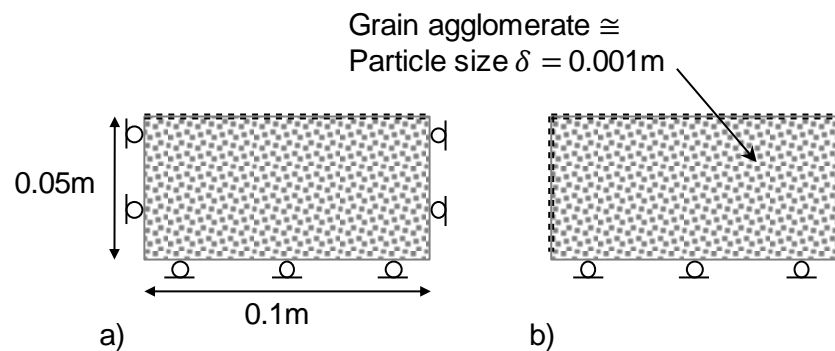 Grain agglomerate ≅
Particle size δ = 0.001m
0.05m
0.1m
a)
b)